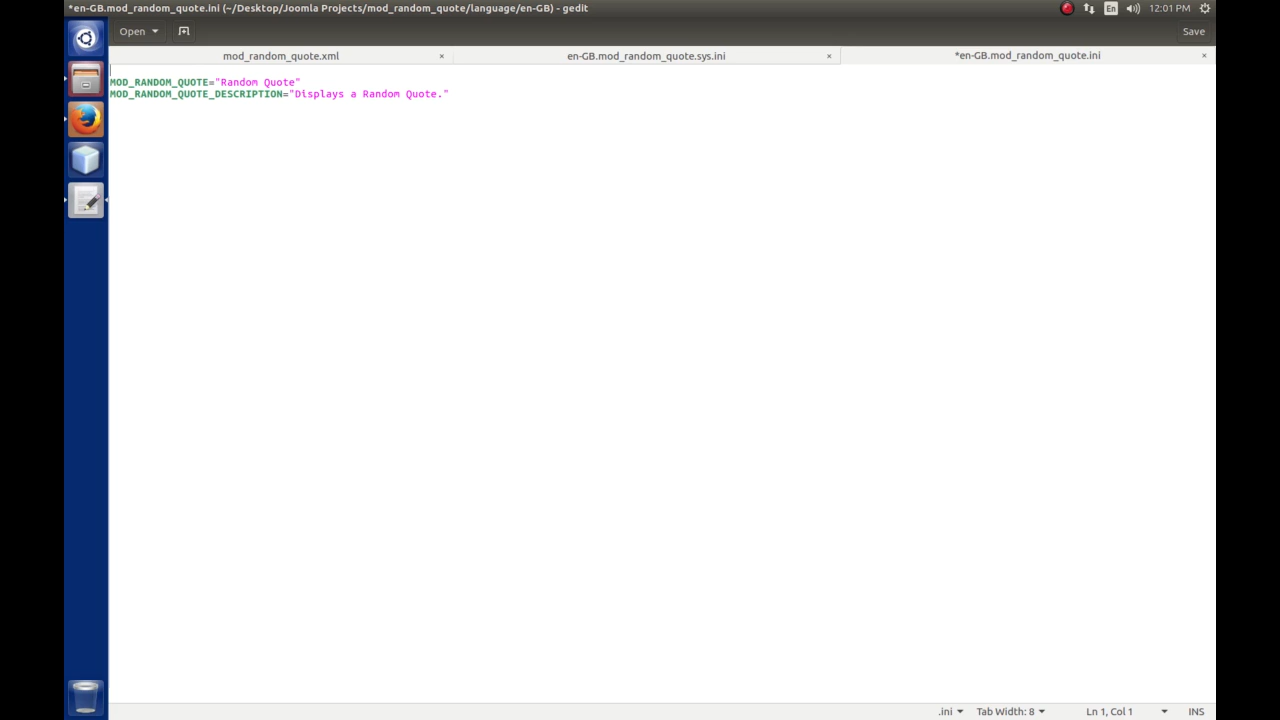 *en-GB.mod_random_quote.ini (~/Desktop/Joomla Projects/mod_random_quote/language/en-GB) - gedit
En
12:01 PM
Open
Save
mod_random_quote.xml ×
en-GB.mod_random_quote.sys.ini ×
*en-GB.mod_random_quote.ini ×
MOD_RANDOM_QUOTE="Random Quote"
MOD_RANDOM_QUOTE_DESCRIPTION="Displays a Random Quote."
.ini
Tab Width: 8
Ln 1, Col 1
INS